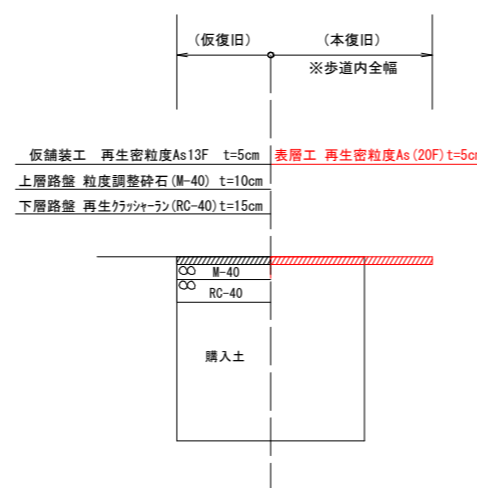 (仮復旧)
(本復旧)
※歩道内全幅
仮舗装工 再生密粒度As13F t=5cm
表層工 再生密粒度As(20F)t=5cm
上層路盤 粒度調整砕石(M-40) t=10cm
下層路盤 再生クラッシャーラン(RC-40)t=15cm
M-40
RC-40
購入土